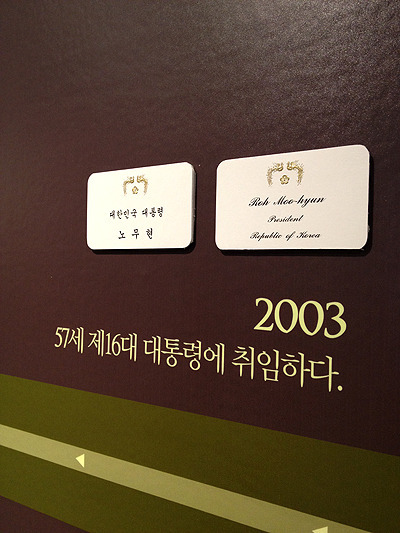 대한민국 대통령
노무현
Roh Moo-hyun
President
Republic of Korea
2003
57세 제16대 대통령에 취임하다.